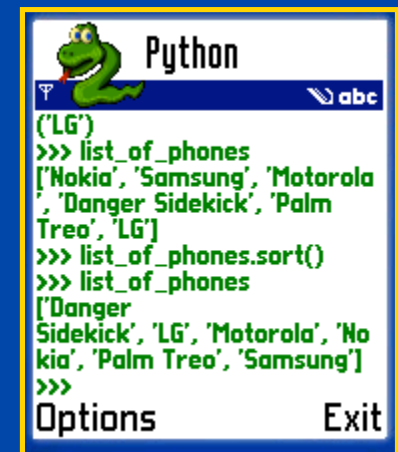 Python
abc
('LG')
>>> list_of_phones
['Nokia', 'Samsung', 'Motorola
', 'Danger Sidekick', 'Palm
Treo', 'LG']
>>> list_of_phones.sort()
>>> list_of_phones
['Danger
Sidekick', 'LG', 'Motorola', 'No
kia', 'Palm Treo', 'Samsung']
>>>
Options Exit